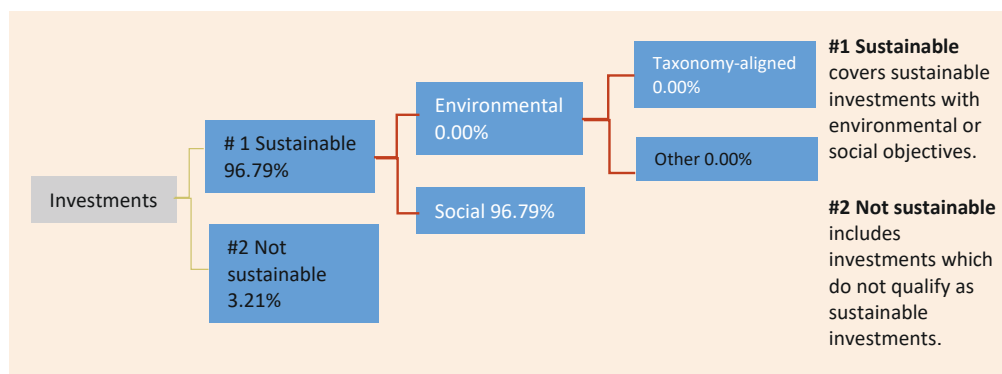 Investments
# 1 Sustainable
96.79%
#2 Not
sustainable
3.21%
Environmental
0.00%
Social 96.79%
Taxonomy-aligned
0.00%
Other 0.00%
#1 Sustainable
covers sustainable
investments with
environmental or
social objectives.
#2 Not sustainable
includes
investments which
do not qualify as
sustainable
investments.